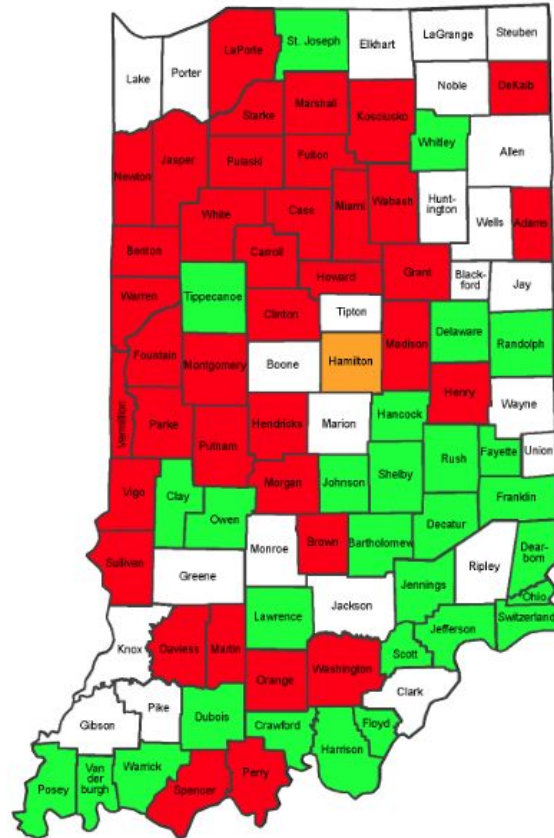 Lake
Porter
LaPorte
St. Joseph
Elkhart
LaGrange
Steuben
Noble
DeKalb
Starke
Marshall
Kosciusko
Whitley
Allen
Newton
Jasper
Pulaski
Fulton
Hunt-
ington
Wells
Adams
White
Cass
Miami
Wabash
Benton
Carroll
Howard
Grant
Black-
ford
Jay
Warren
Tippecanoe
Clinton
Tipton
Madison
Delaware
Randolph
Fountain
Montgomery
Boone
Hamilton
Henry
Wayne
Vermillion
Parke
Putnam
Hendricks
Marion
Hancock
Rush
Fayette
Union
Vigo
Clay
Owen
Morgan
Johnson
Shelby
Franklin
Sullivan
Greene
Monroe
Brown
Bartholomew
Decatur
Ripley
Dear-
born
Ohio
Knox
Daviess
Martin
Lawrence
Jackson
Jennings
Jefferson
Switzerland
Scott
Orange
Washington
Clark
Gibson
Pike
Dubois
Crawford
Harrison
Floyd
Posey
Van
der
burgh
Warrick
Spencer
Perry